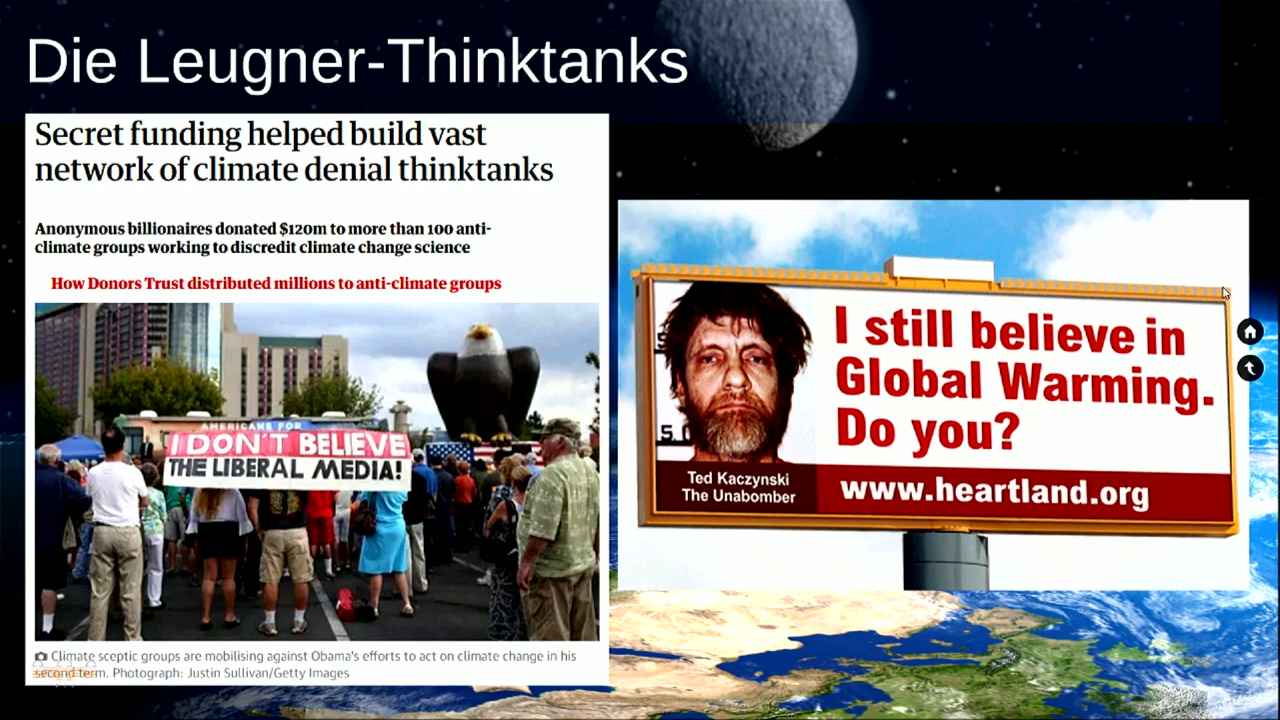 Die Leugner-Thinktanks
Secret funding helped build vast
network of climate denial thinktanks
Anonymous billionaires donated $120m to more than 100 anti-
climate groups working to discredit climate change science
How Donors Trust distributed millions to anti-climate groups
AMERICANS FOR
I DON'T BELIEVE
THE LIBERAL MEDIA!
Climate sceptic groups are mobilising against Obama's efforts to act on climate change in his
second term. Photograph: Justin Sullivan/Getty Images
I still believe in
Global Warming.
Do you?
Ted Kaczynski
The Unabomber
www.heartland.org